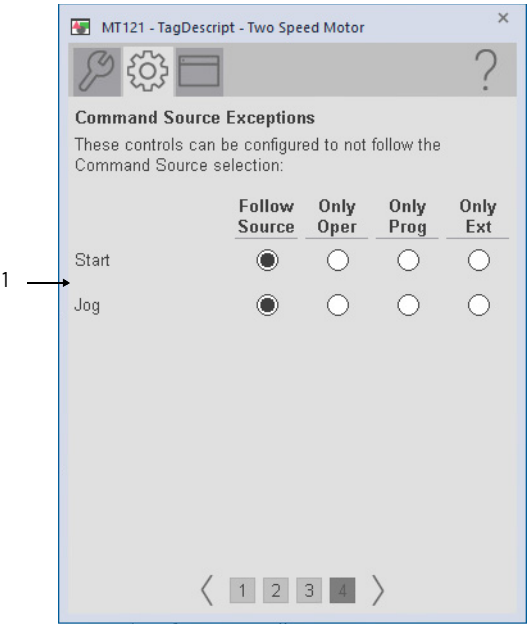 MT121 - TagDescript - Two Speed Motor
×
?
Command Source Exceptions
These controls can be configured to not follow the
Command Source selection:
Follow Source Only Oper Only Prog Only Ext
Start
1
Jog
1 2 3 4